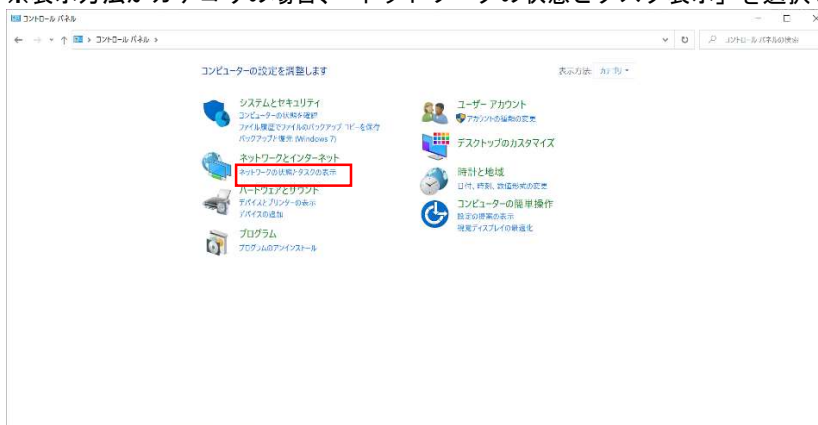 ※表示方法がカテゴリの場合、「ネットワークの状態とタスク表示」を選択
コントロール パネル
コントロール パネル
コントロール パネルの検索
コンピューターの設定を調整します
表示方法: カテゴリ
システムとセキュリティ
コンピューターの状態を確認
ファイル履歴でファイルのバックアップ コピーを保存
バックアップと復元 (Windows 7)
ネットワークとインターネット
ネットワークの状態とタスクの表示
ハードウェアとサウンド
デバイスとプリンターの表示
デバイスの追加
プログラム
プログラムのアンインストール
ユーザー アカウント
アカウントの種類の変更
デスクトップのカスタマイズ
時計と地域
日付、時刻、数値形式の変更
コンピューターの簡単操作
設定の提案の表示
視覚ディスプレイの最適化